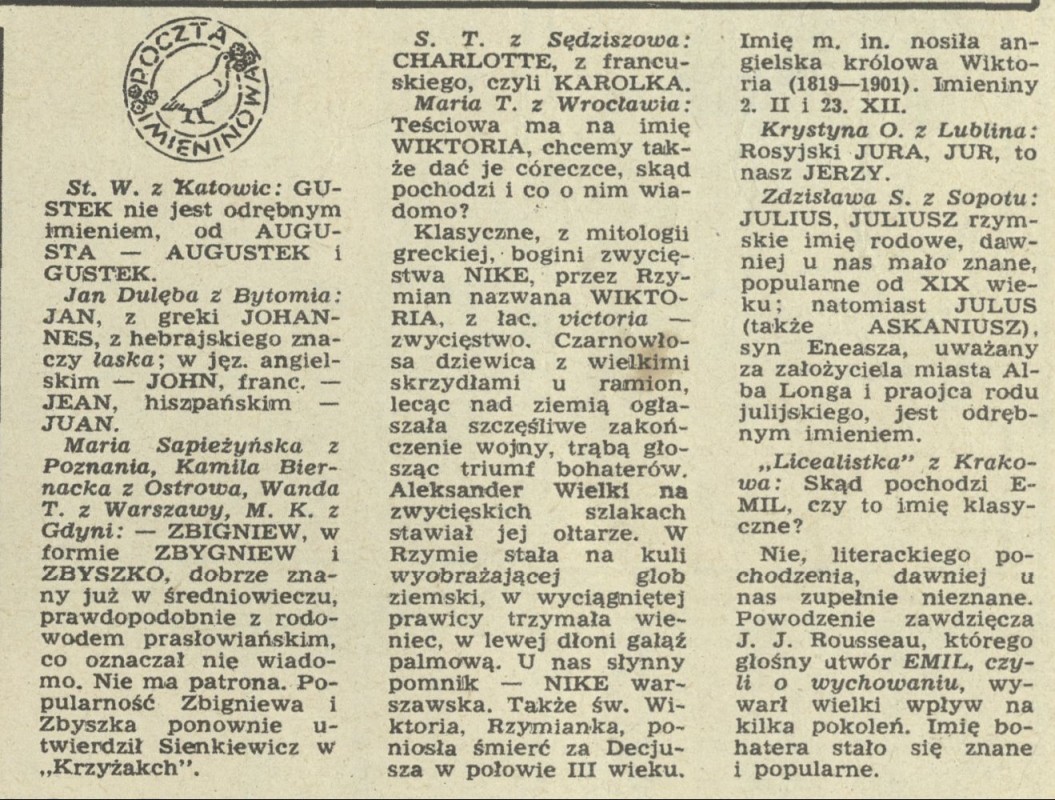 POCZTA
IMIENINOWA
St. W. z Katowic: GU-
STEK nie jest odrębnym
imieniem, od AUGU-
STA — AUGUSTEK i
GUSTEK.
Jan Dulęba z Bytomia:
JAN, z greki JOHAN-
NES, z hebrajskiego zna-
czy łaska; w jęz. angiel-
skim — JOHN, franc. —
JEAN, hiszpańskim —
JUAN.
Maria Sapieżyńska z
Poznania, Kamila Bier-
nacka z Ostrowa, Wanda
T. z Warszawy, M. K. z
Gdyni: — ZBIGNIEW, w
formie ZBYGNIEW i
ZBYSZKO, dobrze zna-
ny już w średniowieczu,
prawdopodobnie z rodo-
wodem prasłowiańskim,
co oznaczał nie wiado-
mo. Nie ma patrona. Po-
pularność Zbigniewa i
Zbyszka ponownie u-
twierdził Sienkiewicz w
„Krzyżakch”.
S. T. z Sędziszowa:
CHARLOTTE, z francu-
skiego, czyli KAROLKA.
Maria T. z Wrocławia:
Teściowa ma na imię
WIKTORIA, chcemy tak-
że dać je córeczce, skąd
pochodzi i co o nim wia-
domo?
Klasyczne, z mitologii
greckiej, bogini zwycię-
stwa NIKE, przez Rzy-
mian nazwana WIKTO-
RIA, z łac. victoria —
zwycięstwo. Czarnowło-
sa dziewica z wielkimi
skrzydłami u ramion,
lecąc nad ziemią ogła-
szała szczęśliwe zakoń-
czenie wojny, trąbą gło-
sząc triumf bohaterów.
Aleksander Wielki na
zwycięskich szlakach
stawiał jej ołtarze. W
Rzymie stała na kuli
wyobrażającej glob
ziemski, w wyciągniętej
prawicy trzymała wie-
niec, w lewej dłoni gałąź
palmową. U nas słynny
pomnik — NIKE war-
szawska. Także św. Wi-
ktoria, Rzymianka, po-
niosła śmierć za Decju-
sza w połowie III wieku.
Imię m. in. nosiła an-
gielska królowa Wikto-
ria (1819—1901). Imieniny
2. II i 23. XII.
Krystyna O. z Lublina:
Rosyjski JURA, JUR, to
nasz JERZY.
Zdzisława S. z Sopotu:
JULIUS, JULIUSZ rzym-
skie imię rodowe, daw-
niej u nas mało znane,
popularne od XIX wie-
ku; natomiast JULUS
(także ASKANIUSZ),
syn Eneasza, uważany
za założyciela miasta Al-
ba Longa i praojca rodu
julijskiego, jest odręb-
nym imieniem.
„Licealistka” z Krako-
wa: Skąd pochodzi E-
MIL, czy to imię klasy-
czne?
Nie, literackiego po-
chodzenia, dawniej u
nas zupełnie nieznane.
Powodzenie zawdzięcza
J. J. Rousseau, którego
głośny utwór EMIL, czy-
li o wychowaniu, wy-
warł wielki wpływ na
kilka pokoleń. Imię bo-
hatera stało się znane
i popularne.